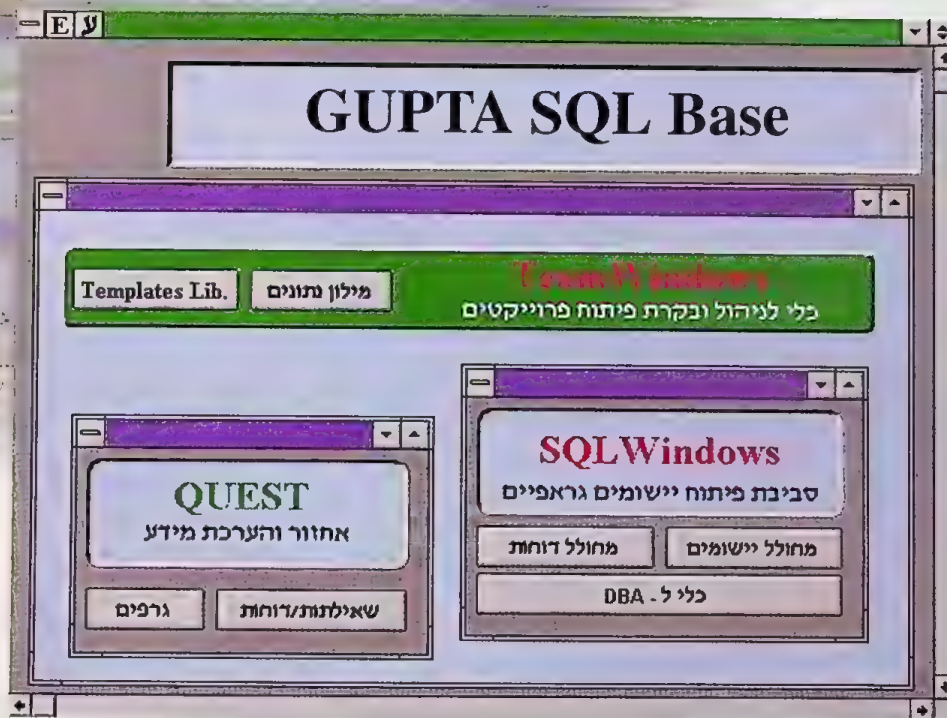 E ע
GUPTA SQL Base
TeamWindows
כלי לניהול ובקרת פיתוח פרוייקטים
מילון נתונים
Templates Lib.
SQLWindows
סביבת פיתוח יישומים גראפיים
מחולל יישומים
מחולל דוחות
כלי ל - DBA
QUEST
אחזור והערכת מידע
שאילתות/דוחות
גרפים